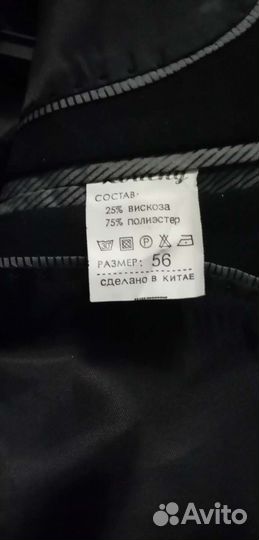 СОСТАВ:
25% ВИСКОЗА
75% ПОЛИЭСТЕР
РАЗМЕР: 56
СДЕЛАНО В КИТАЕ
Avito